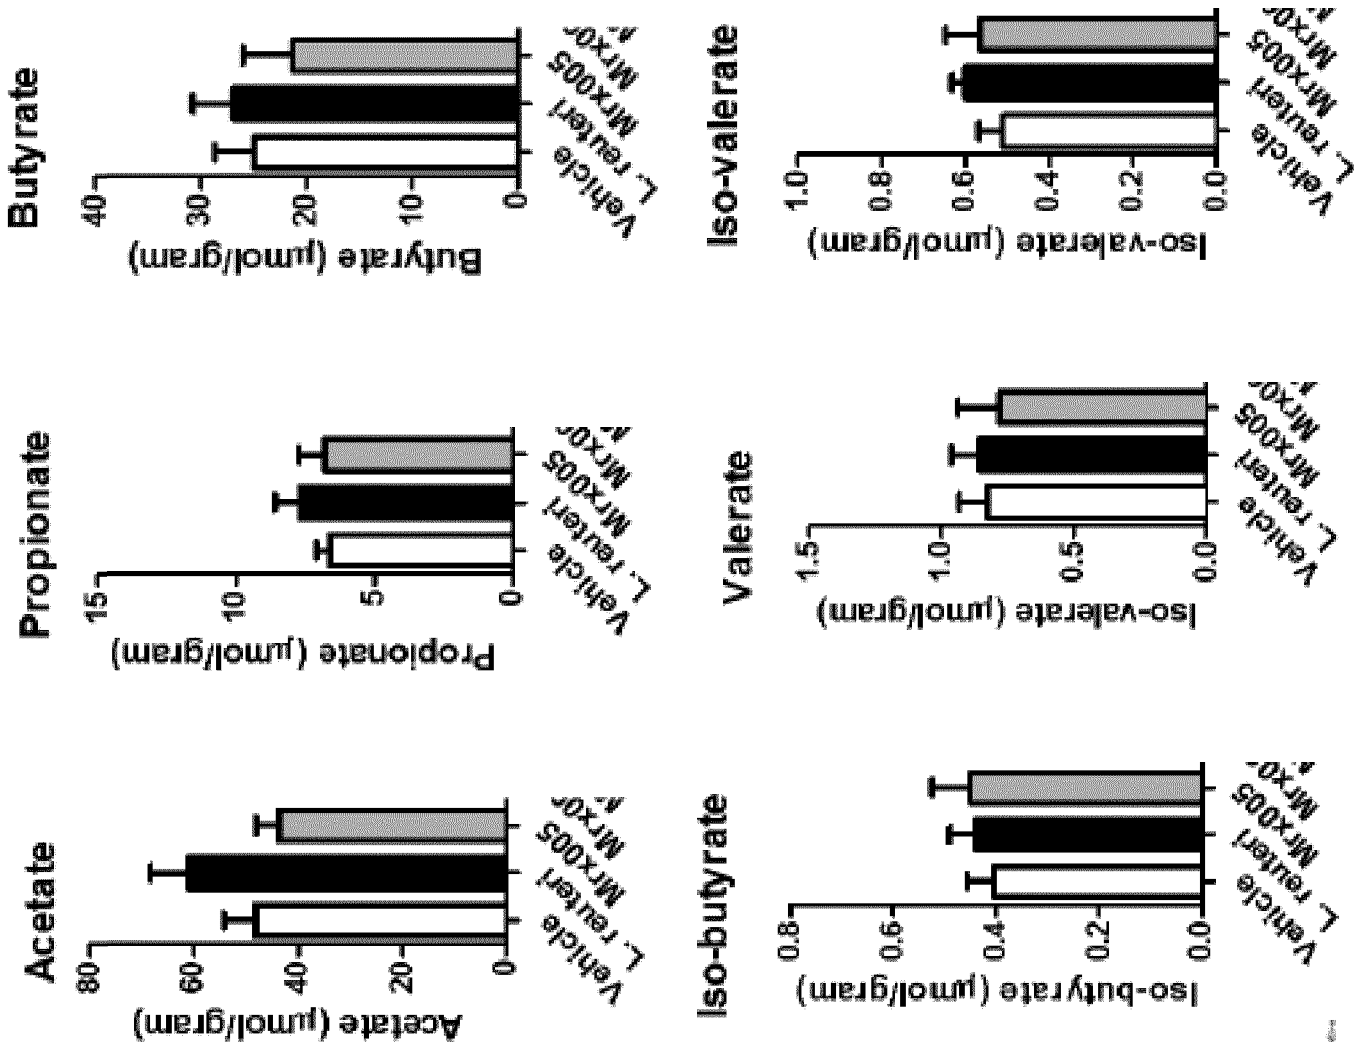 Acetate
Acetate (μmol/gram)
80
60
40
20
0
Vehicle
L. reuteri
Mrx005
Propionate
Propionate (μmol/gram)
15
10
5
0
Vehicle
L. reuteri
Mrx005
Butyrate
Butyrate (μmol/gram)
40
30
20
10
0
Vehicle
L. reuteri
Mrx005
Iso-butyrate
Iso-butyrate (μmol/gram)
0.8
0.6
0.4
0.2
0.0
Vehicle
L. reuteri
Mrx005
Valerate
Iso-valerate (μmol/gram)
1.5
1.0
0.5
0.0
Vehicle
L. reuteri
Mrx005
Iso-valerate
Iso-valerate (μmol/gram)
1.0
0.8
0.6
0.4
0.2
0.0
Vehicle
L. reuteri
Mrx005